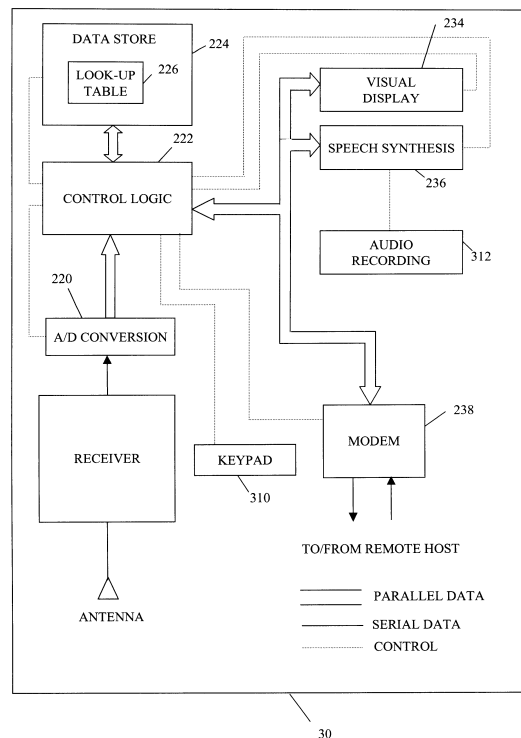 DATA STORE
224
LOOK-UP
TABLE
226
234
VISUAL
DISPLAY
222
CONTROL LOGIC
SPEECH SYNTHESIS
236
AUDIO
RECORDING
312
220
A/D CONVERSION
RECEIVER
KEYPAD
310
MODEM
238
TO/FROM REMOTE HOST
ANTENNA
PARALLEL DATA
SERIAL DATA
CONTROL
30